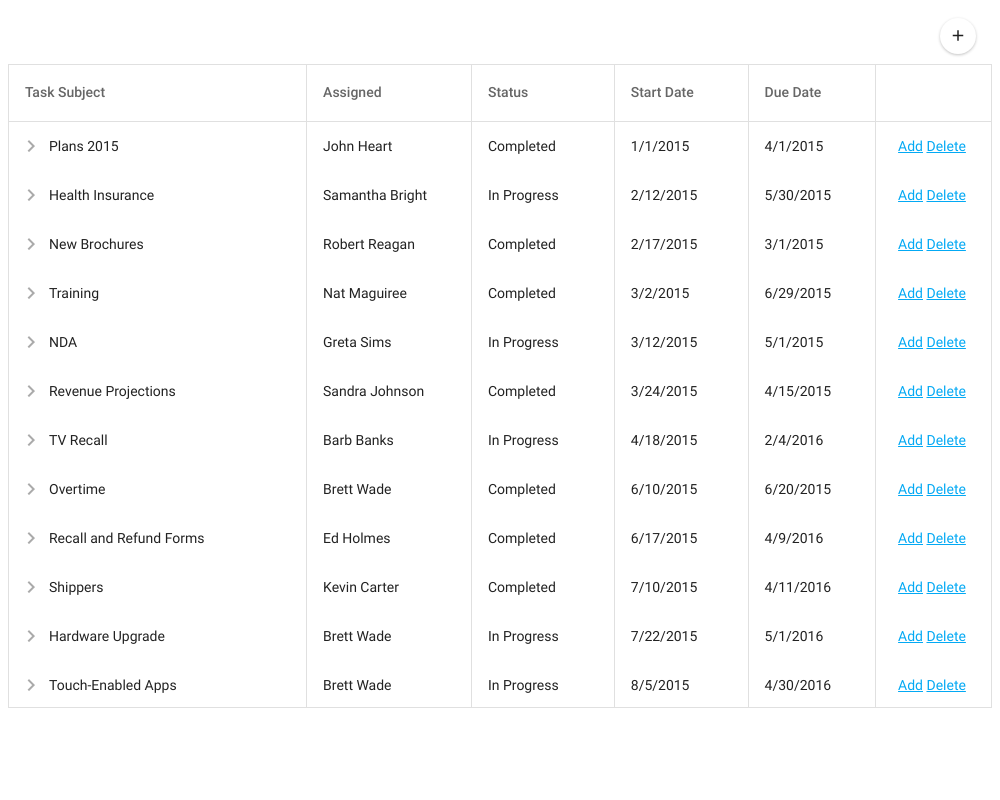 +
Task Subject Assigned Status Start Date Due Date
Plans 2015 John Heart Completed 1/1/2015 4/1/2015 Add Delete
Health Insurance Samantha Bright In Progress 2/12/2015 5/30/2015 Add Delete
New Brochures Robert Reagan Completed 2/17/2015 3/1/2015 Add Delete
Training Nat Maguiree Completed 3/2/2015 6/29/2015 Add Delete
NDA Greta Sims In Progress 3/12/2015 5/1/2015 Add Delete
Revenue Projections Sandra Johnson Completed 3/24/2015 4/15/2015 Add Delete
TV Recall Barb Banks In Progress 4/18/2015 2/4/2016 Add Delete
Overtime Brett Wade Completed 6/10/2015 6/20/2015 Add Delete
Recall and Refund Forms Ed Holmes Completed 6/17/2015 4/9/2016 Add Delete
Shippers Kevin Carter Completed 7/10/2015 4/11/2016 Add Delete
Hardware Upgrade Brett Wade In Progress 7/22/2015 5/1/2016 Add Delete
Touch-Enabled Apps Brett Wade In Progress 8/5/2015 4/30/2016 Add Delete